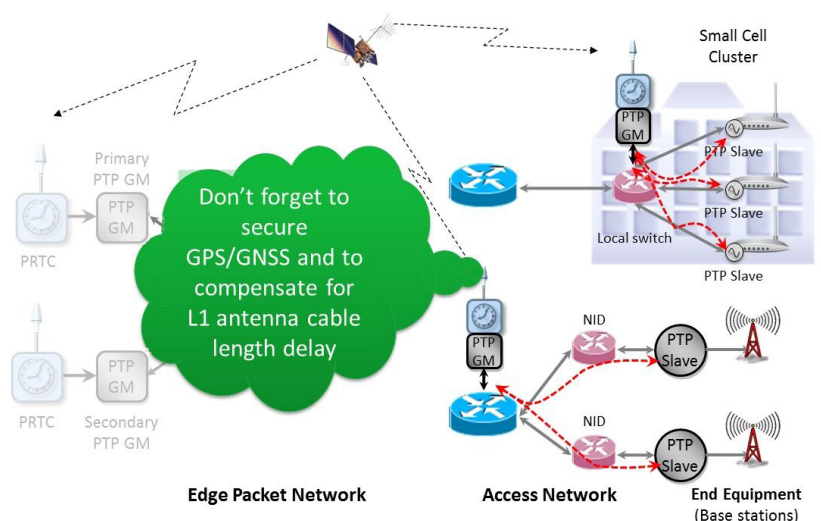 Small Cell
Cluster
PTP
GM
PTP Slave
PTP Slave
Local switch
PTP Slave
Primary
PTP GM
PTP
GM
PRTC
Don't forget to
secure
GPS/GNSS and to
compensate for
L1 antenna cable
length delay
PTP
GM
PRTC
Secondary
PTP GM
PTP
GM
NID
PTP
Slave
NID
PTP
Slave
Edge Packet Network
Access Network
End Equipment
(Base stations)